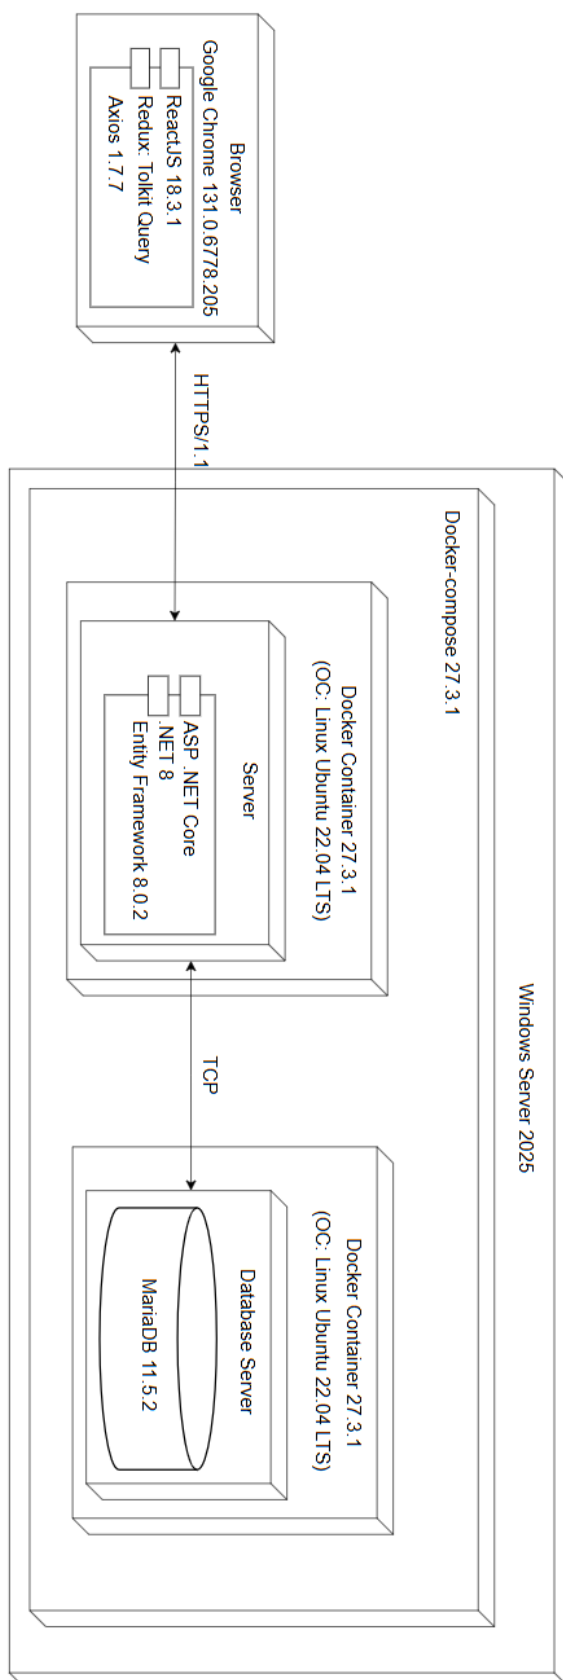 Browser
Google Chrome 131.0.6778.205
ReactJS 18.3.1
Redux: Tolkit Query
Axios 1.7.7
HTTPS/1.1
Windows Server 2025
Docker-compose 27.3.1
Docker Container 27.3.1
(OC: Linux Ubuntu 22.04 LTS)
Server
ASP .NET Core
.NET 8
Entity Framework 8.0.2
TCP
Docker Container 27.3.1
(OC: Linux Ubuntu 22.04 LTS)
Database Server
MariaDB 11.5.2